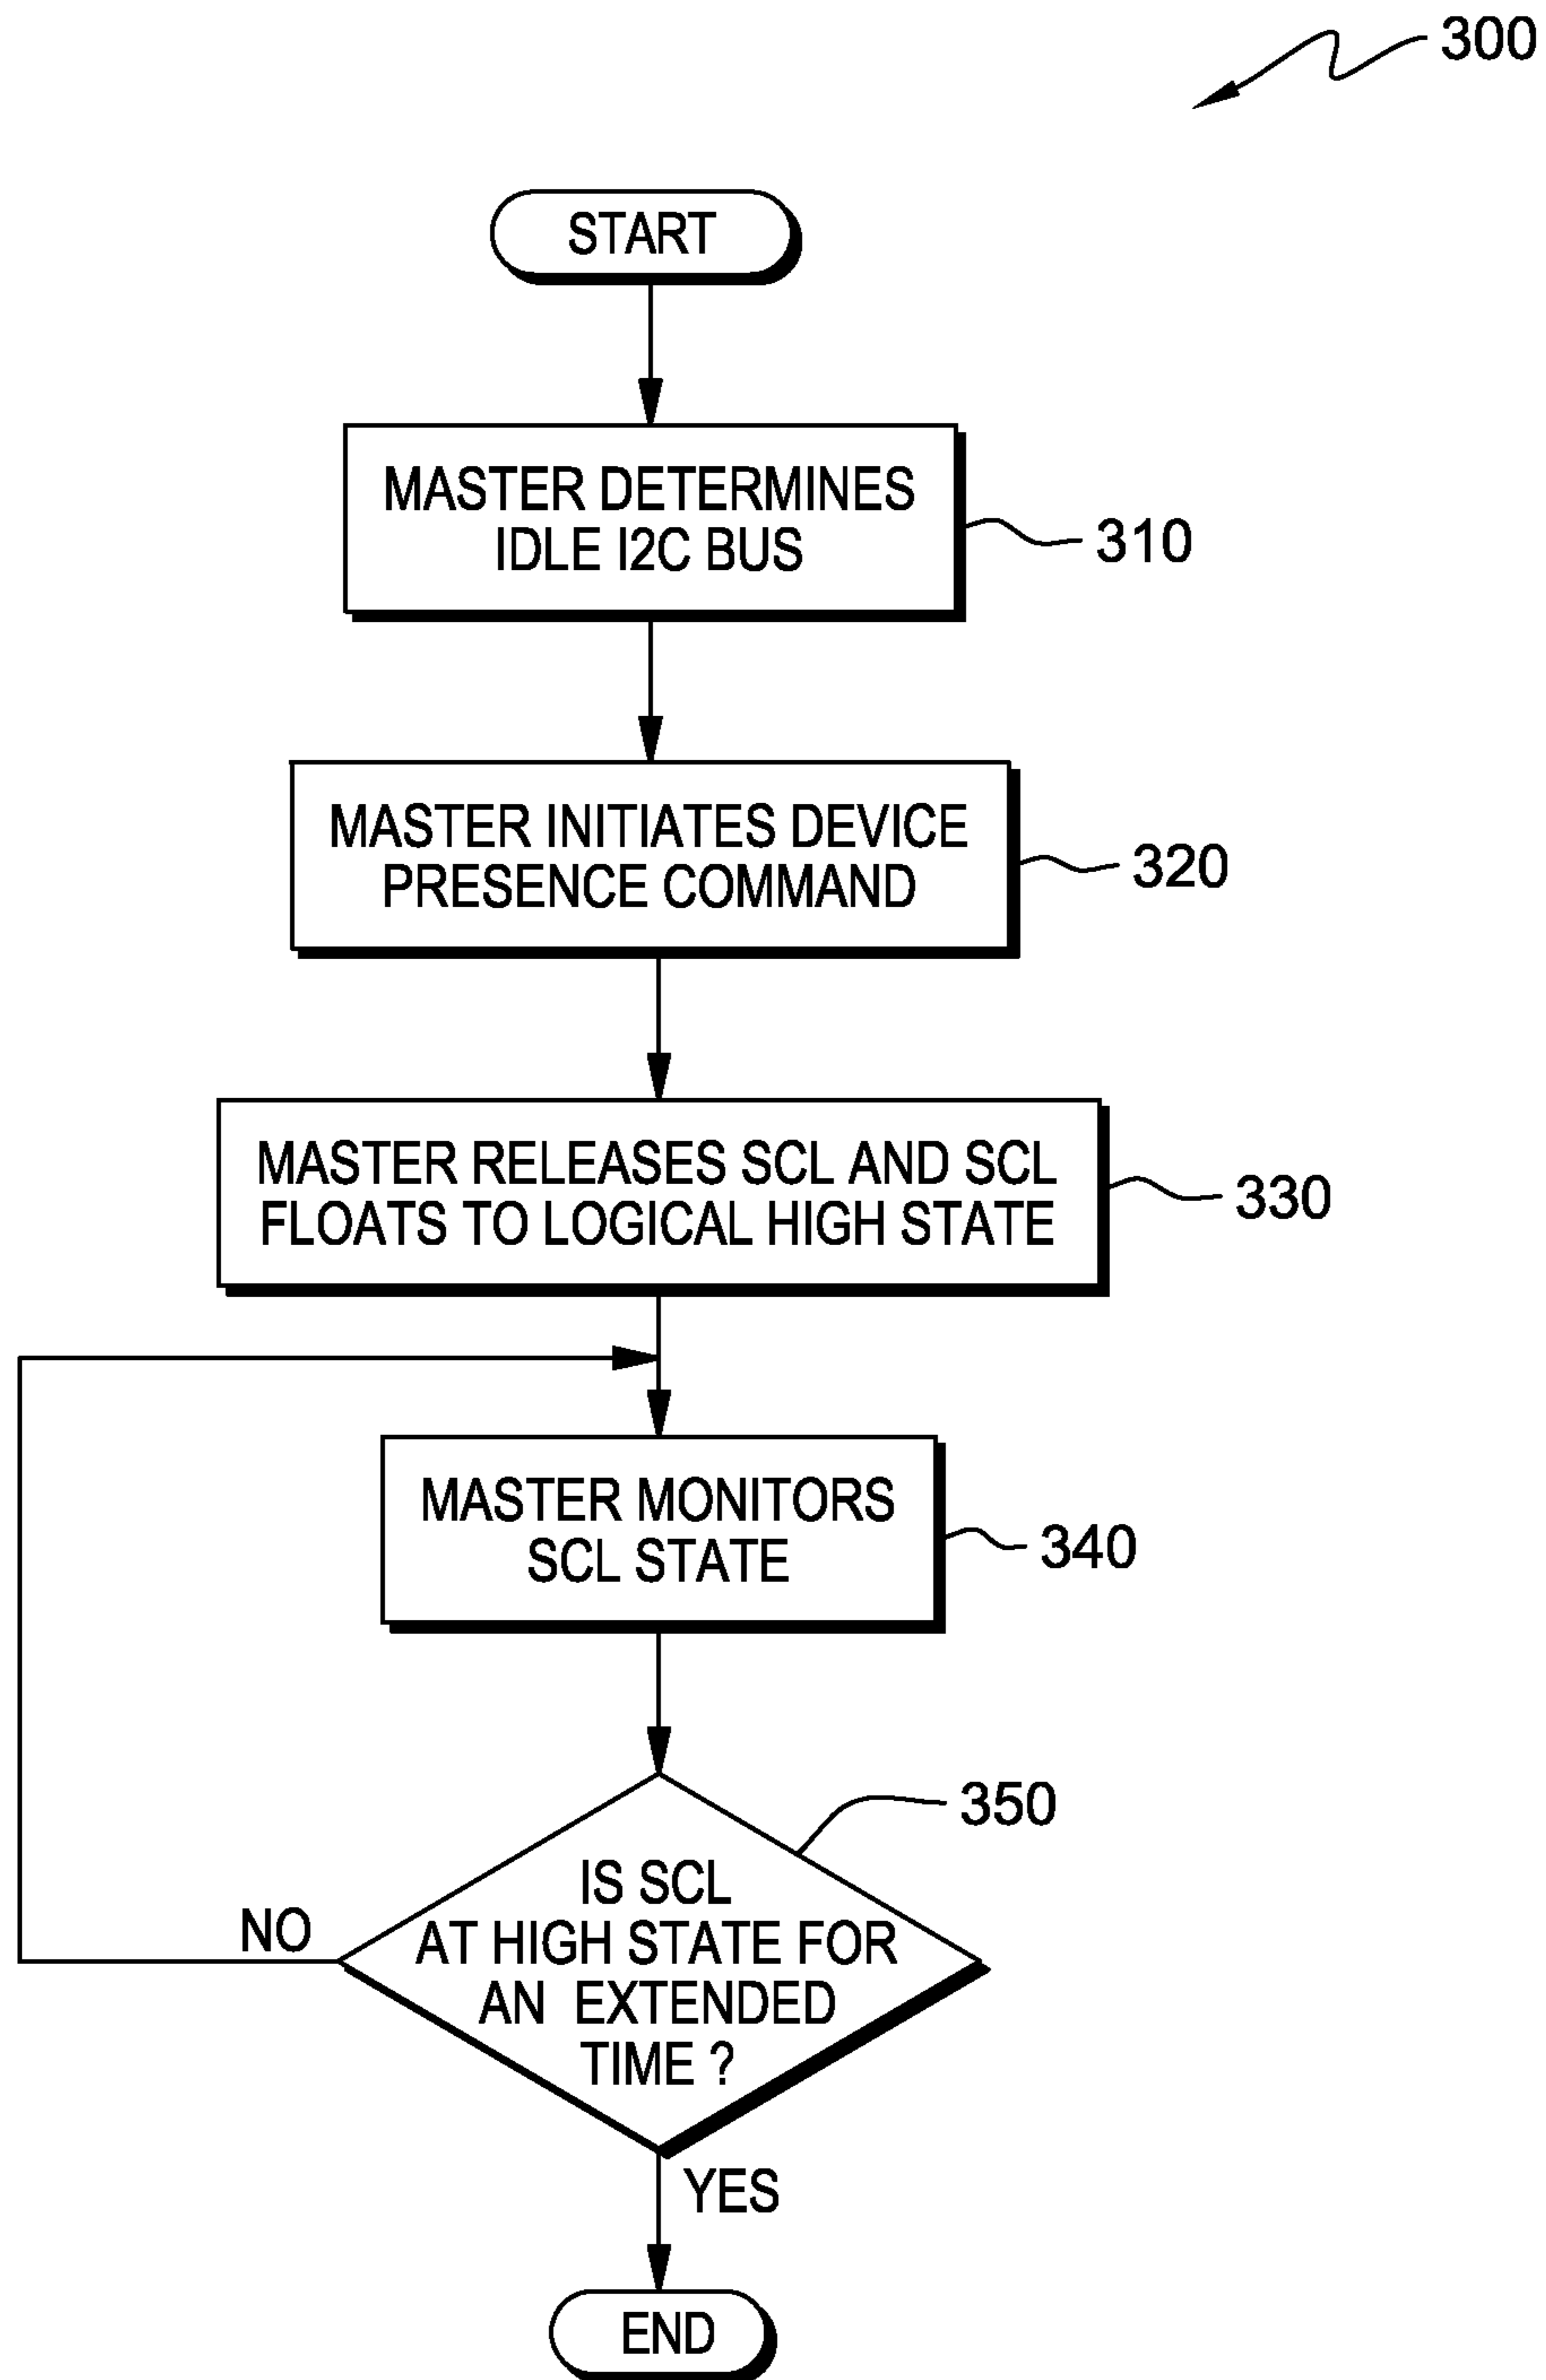 300
START
MASTER DETERMINES
IDLE I2C BUS
310
MASTER INITIATES DEVICE
PRESENCE COMMAND
320
MASTER RELEASES SCL AND SCL
FLOATS TO LOGICAL HIGH STATE
330
MASTER MONITORS
SCL STATE
340
350
IS SCL
AT HIGH STATE FOR
AN EXTENDED
TIME ?
NO
YES
END